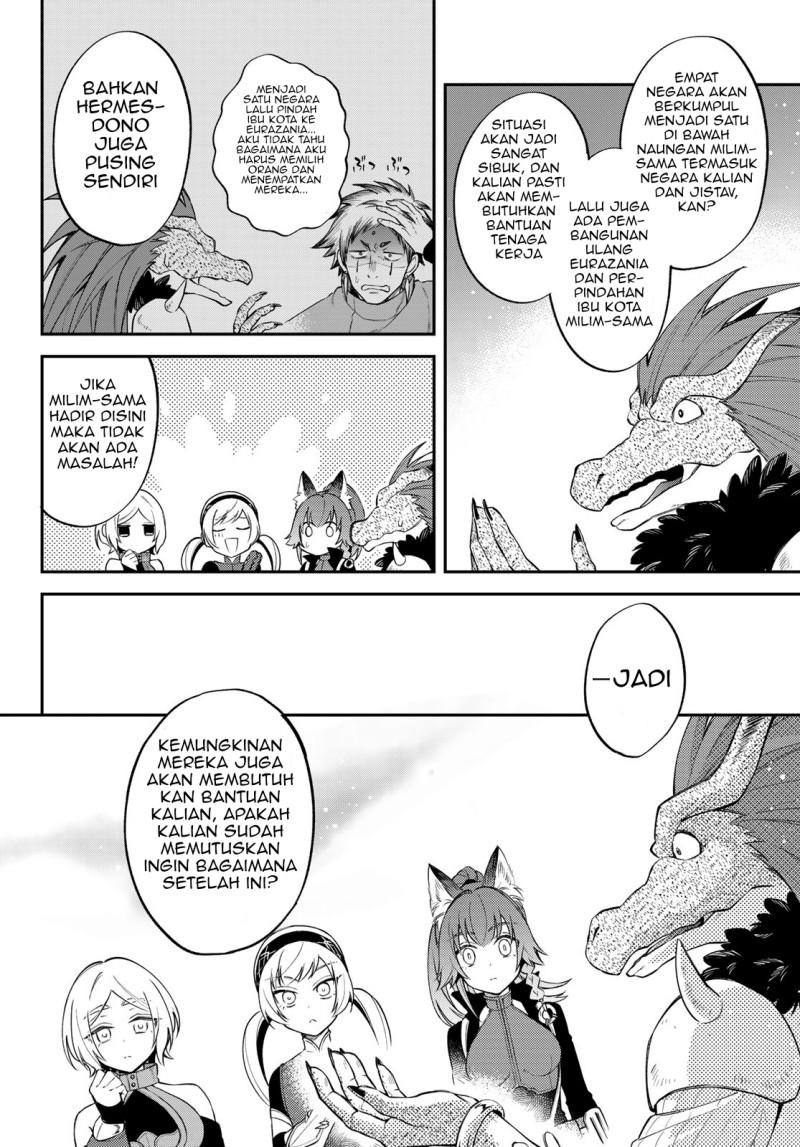 EMPAT
NEGARA AKAN
BERKUMPUL
MENJADI SATU
DI BAWAH
NAUNGAN MILIM-
SAMA TERMASUK
NEGARA KALIAN
DAN JISTAV,
KAN?
LALU JUGA
ADA PEM-
BANGUNAN
ULANG
EURAZANIA
DAN PER-
PINDAHAN
IBU KOTA
MILIM-SAMA
SITUASI
AKAN JADI
SANGAT
SIBUK, DAN
KALIAN PASTI
AKAN MEM-
BUTUHKAN
BANTUAN
TENAGA
KERJA
MENJADI
SATU NEGARA
LALU PINDAH
IBU KOTA KE
EURAZANIA...
AKU TIDAK TAHU
BAGAIMANA AKU
HARUS MEMILIH
ORANG DAN
MENEMPATKAN
MEREKA...
ぶっ
ぶっ
BAHKAN
HERMES-
DONO
JUGA
PUSING
SENDIRI
JIKA
MILIM-SAMA
HADIR DISINI
MAKA TIDAK
AKAN ADA
MASALAH!
—JADI
KEMUNGKINAN
MEREKA JUGA
AKAN MEMBUTUH
KAN BANTUAN
KALIAN, APAKAH
KALIAN SUDAH
MEMUTUSKAN
INGIN BAGAIMANA
SETELAH INI?